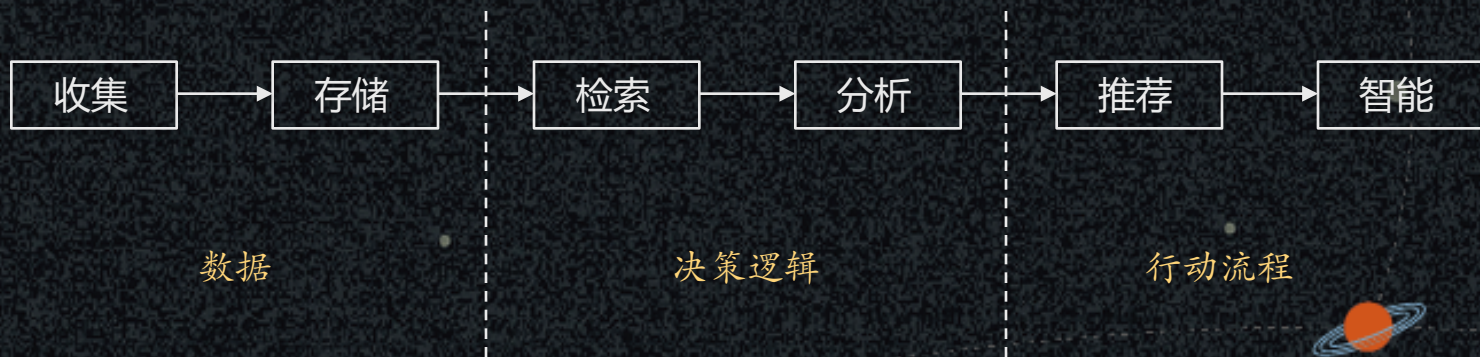 收集 存储 检索 分析 推荐 智能
数据 决策逻辑 行动流程